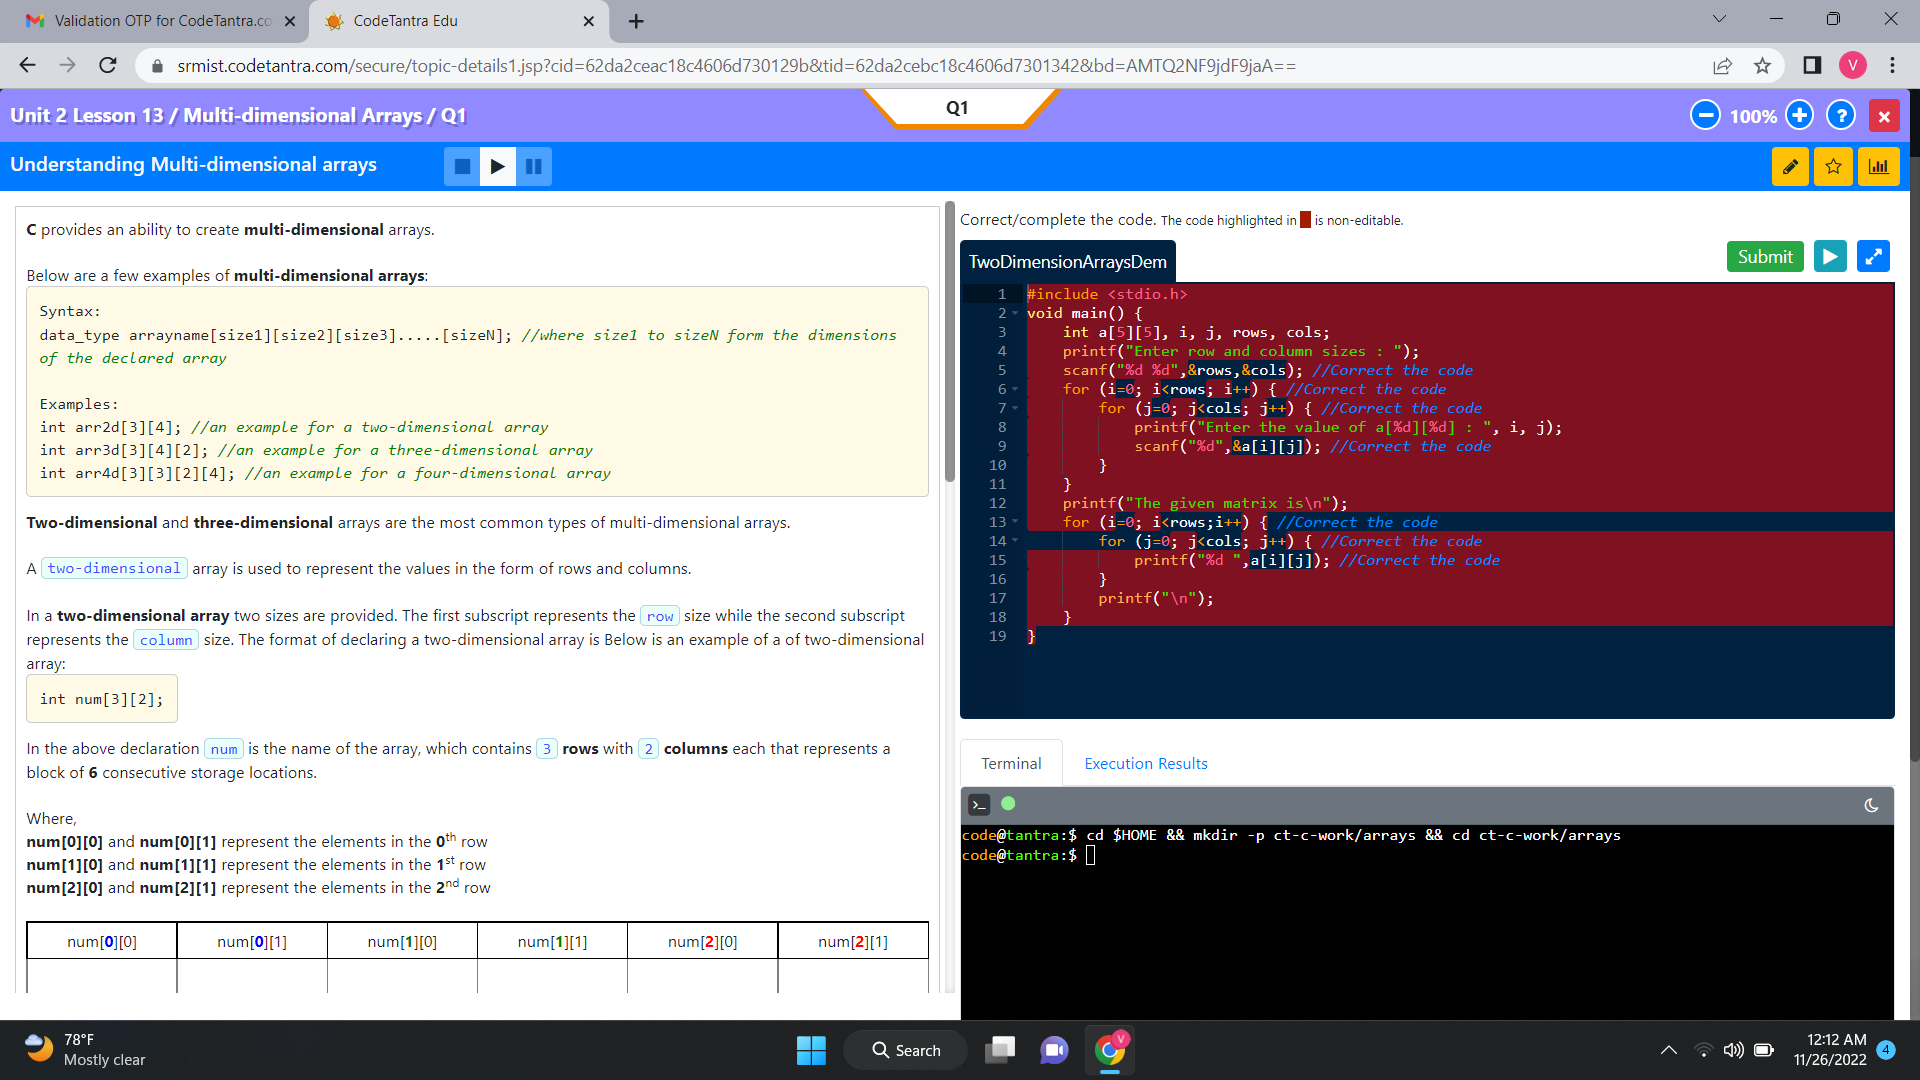 Validation OTP for CodeTantra.co
CodeTantra Edu
srmist.codetantra.com/secure/topic-details1.jsp?cid=62da2ceac18c4606d730129b&tid=62da2cebc18c4606d7301342&bd=AMTQ2NF9jdF9jaA==
V
Unit 2 Lesson 13 / Multi-dimensional Arrays / Q1
Q1
100%
?
Understanding Multi-dimensional arrays
C provides an ability to create multi-dimensional arrays.
Below are a few examples of multi-dimensional arrays:
Syntax:
data_type arrayname[size1][size2][size3].....[sizeN]; //where size1 to sizeN form the dimensions
of the declared array
Examples:
int arr2d[3][4]; //an example for a two-dimensional array
int arr3d[3][4][2]; //an example for a three-dimensional array
int arr4d[3][3][2][4]; //an example for a four-dimensional array
Two-dimensional and three-dimensional arrays are the most common types of multi-dimensional arrays.
A two-dimensional array is used to represent the values in the form of rows and columns.
In a two-dimensional array two sizes are provided. The first subscript represents the row size while the second subscript
represents the column size. The format of declaring a two-dimensional array is Below is an example of a of two-dimensional
array:
int num[3][2];
In the above declaration num is the name of the array, which contains 3 rows with 2 columns each that represents a
block of 6 consecutive storage locations.
Where,
num[0][0] and num[0][1] represent the elements in the 0th row
num[1][0] and num[1][1] represent the elements in the 1st row
num[2][0] and num[2][1] represent the elements in the 2nd row
num[0][0] num[0][1] num[1][0] num[1][1] num[2][0] num[2][1]
Correct/complete the code. The code highlighted in is non-editable.
TwoDimensionArraysDem
Submit
1 #include <stdio.h>
2 void main() {
3 int a[5][5], i, j, rows, cols;
4 printf("Enter row and column sizes : ");
5 scanf("%d %d",&rows,&cols); //Correct the code
6 for (i=0; i<rows; i++) { //Correct the code
7 for (j=0; j<cols; j++) { //Correct the code
8 printf("Enter the value of a[%d][%d] : ", i, j);
9 scanf("%d",&a[i][j]); //Correct the code
10 }
11 }
12 printf("The given matrix is\n");
13 for (i=0; i<rows;i++) { //Correct the code
14 for (j=0; j<cols; j++) { //Correct the code
15 printf("%d ",a[i][j]); //Correct the code
16 }
17 printf("\n");
18 }
19 }
Terminal
Execution Results
code@tantra:$ cd $HOME && mkdir -p ct-c-work/arrays && cd ct-c-work/arrays
code@tantra:$
78°F
Mostly clear
Search
V
12:12 AM
11/26/2022
4